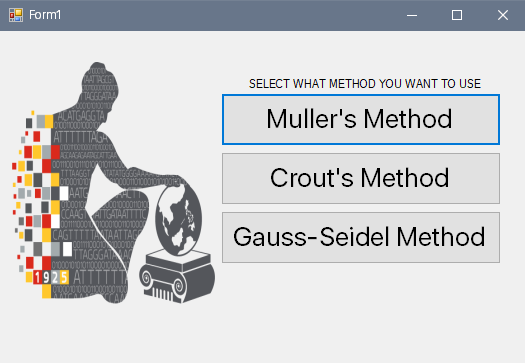 Form1
SELECT WHAT METHOD YOU WANT TO USE
Muller's Method
Crout's Method
Gauss-Seidel Method
1925